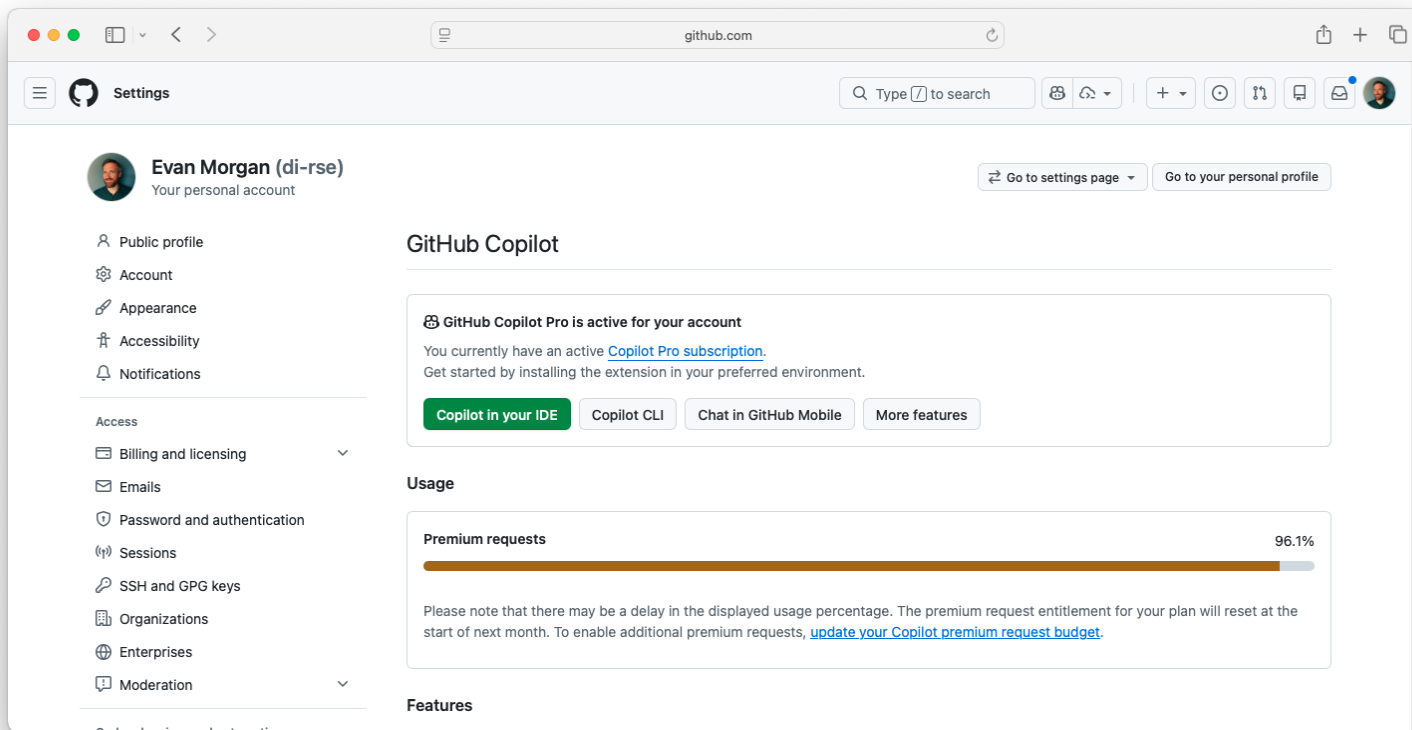 github.com
Settings
Type / to search
Evan Morgan (di-rse)
Your personal account
Go to settings page
Go to your personal profile
Public profile
Account
Appearance
Accessibility
Notifications
Access
Billing and licensing
Emails
Password and authentication
Sessions
SSH and GPG keys
Organizations
Enterprises
Moderation
GitHub Copilot
GitHub Copilot Pro is active for your account
You currently have an active Copilot Pro subscription.
Get started by installing the extension in your preferred environment.
Copilot in your IDE
Copilot CLI
Chat in GitHub Mobile
More features
Usage
Premium requests
96.1%
Please note that there may be a delay in the displayed usage percentage. The premium request entitlement for your plan will reset at the
start of next month. To enable additional premium requests, update your Copilot premium request budget.
Features